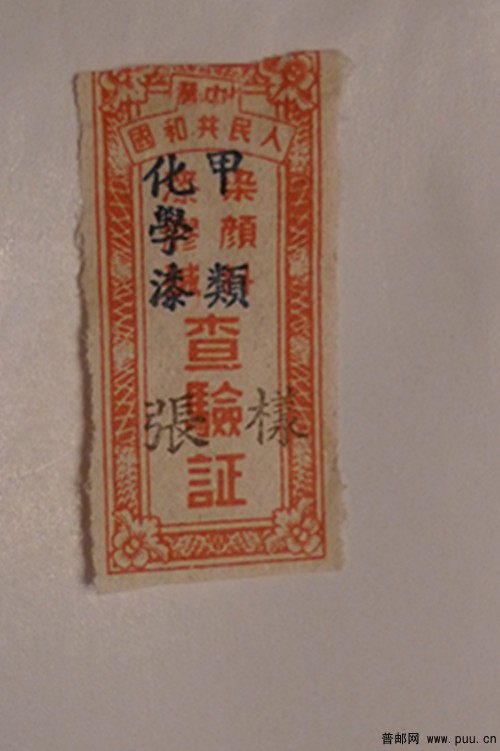 中華
人民共和國
甲類
化學漆
染顏
查驗証
樣張
普邮网 www.puu.cn